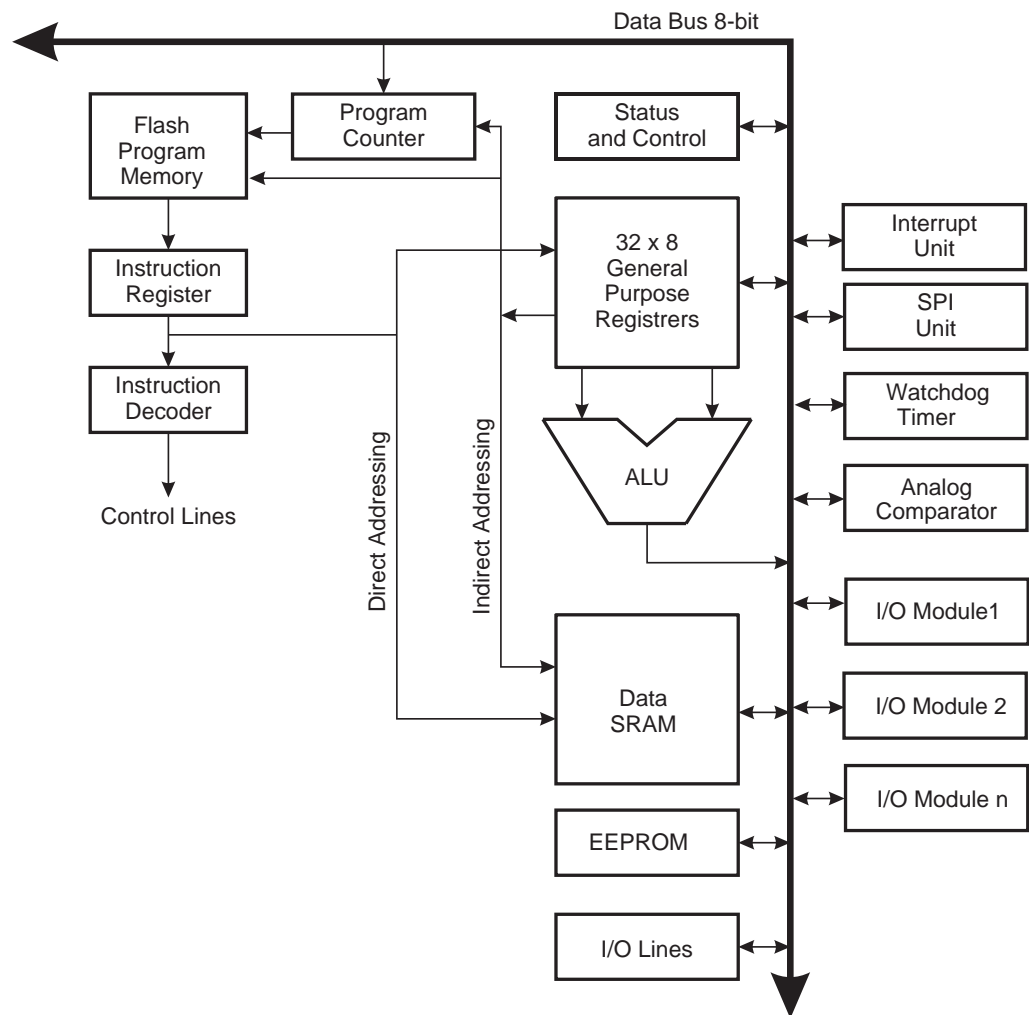 Data Bus 8-bit
Flash
Program
Memory
Program
Counter
Status
and Control
Interrupt
Unit
32 x 8
General
Purpose
Registrers
Instruction
Register
SPI
Unit
Instruction
Decoder
Watchdog
Timer
Direct Addressing
Indirect Addressing
ALU
Analog
Comparator
Control Lines
I/O Module1
Data
SRAM
I/O Module 2
I/O Module n
EEPROM
I/O Lines